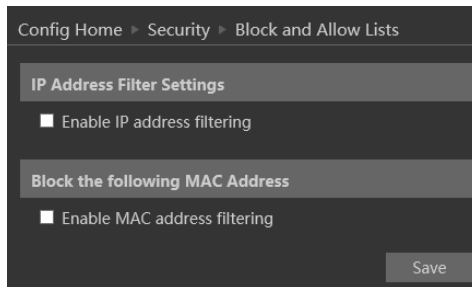 Config Home ▸ Security ▸ Block and Allow Lists
IP Address Filter Settings
Enable IP address filtering
Block the following MAC Address
Enable MAC address filtering
Save